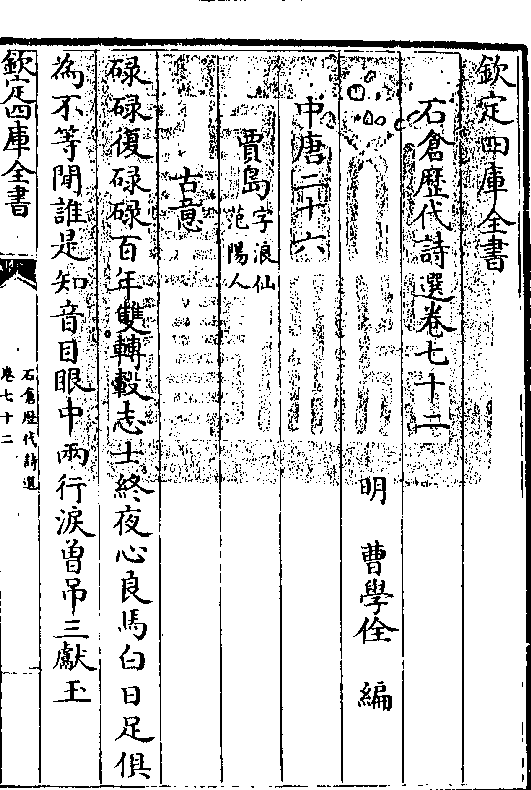 欽定四庫全書
石倉歴代詩選卷七十二
明 曹學佺 編
中唐二十六
賈島字浪仙
范陽人
古意
碌碌復碌碌百年雙轉轂志士終夜心良馬白日足俱
為不等閒誰是知音目眼中兩行淚曾吊三獻玉
欽定四庫全書
石倉歴代詩選
卷七十二